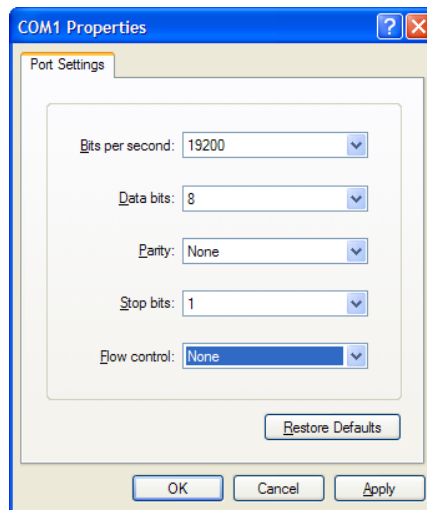 COM1 Properties
Port Settings
Bits per second: 19200
Data bits: 8
Parity: None
Stop bits: 1
Flow control: None
Restore Defaults
OK Cancel Apply